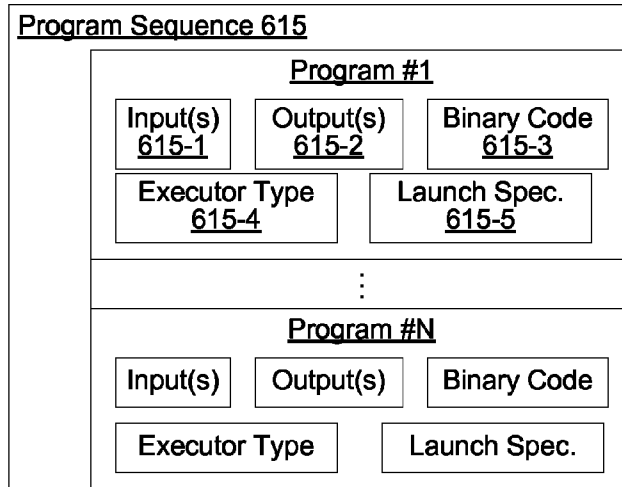 Program Sequence 615
Program #1
Input(s)
615-1
Output(s)
615-2
Binary Code
615-3
Executor Type
615-4
Launch Spec.
615-5
⋮
Program #N
Input(s)
Output(s)
Binary Code
Executor Type
Launch Spec.